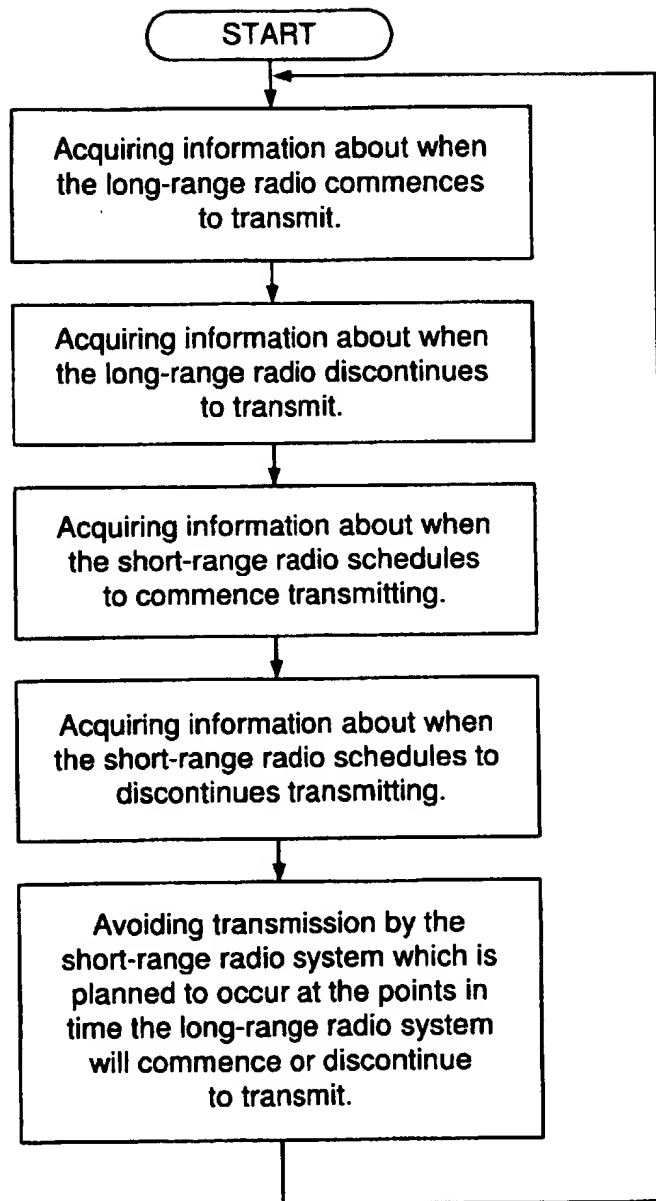 START
Acquiring information about when
the long-range radio commences
to transmit.
Acquiring information about when
the long-range radio discontinues
to transmit.
Acquiring information about when
the short-range radio schedules
to commence transmitting.
Acquiring information about when
the short-range radio schedules to
discontinues transmitting.
Avoiding transmission by the
short-range radio system which is
planned to occur at the points in
time the long-range radio system
will commence or discontinue
to transmit.